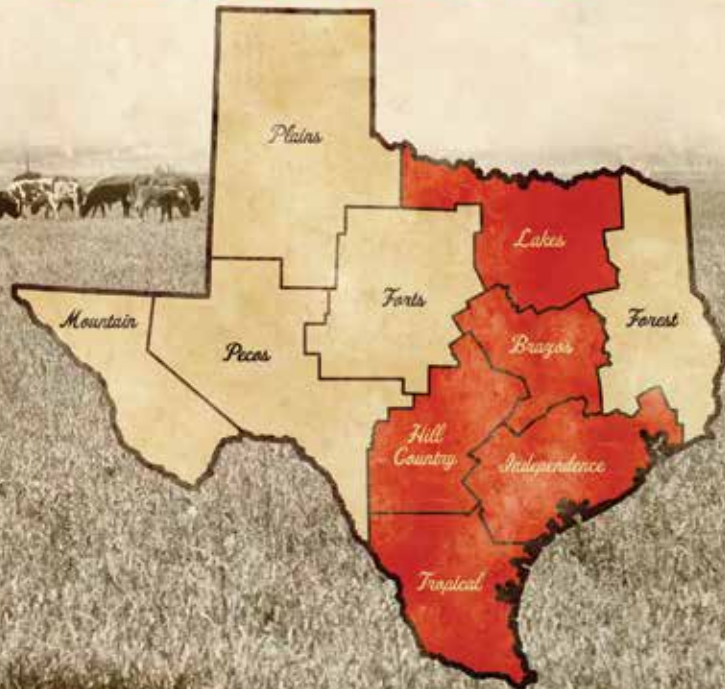 Plains
Lakes
Mountain
Forts
Forest
Pecos
Brazos
Hill
Country
Independence
Tropical